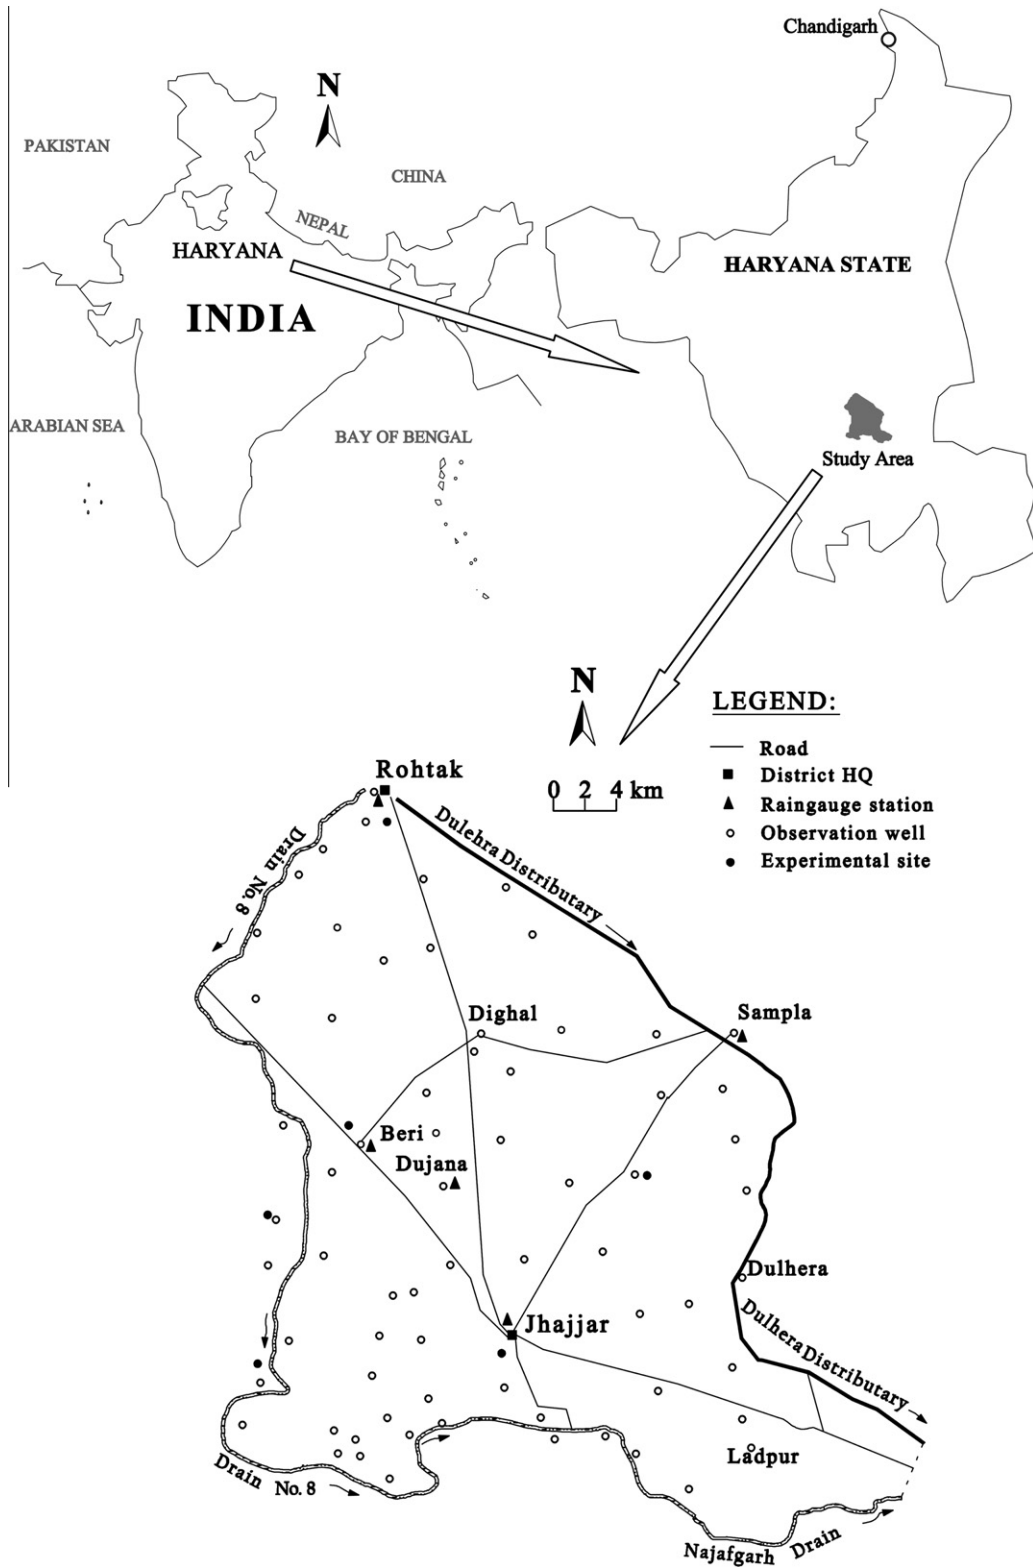 Chandigarh
N
PAKISTAN
CHINA
NEPAL
HARYANA
HARYANA STATE
INDIA
ARABIAN SEA
BAY OF BENGAL
Study Area
N
LEGEND:
0 2 4 km
Road
District HQ
Raingauge station
Observation well
Experimental site
Rohtak
Drain No. 8
Dulehra Distributary
Dighal
Sampla
Beri
Dujana
Dulhera
Jhajjar
Dulhera Distributary
Ladpur
Drain No. 8
Najafgarh Drain